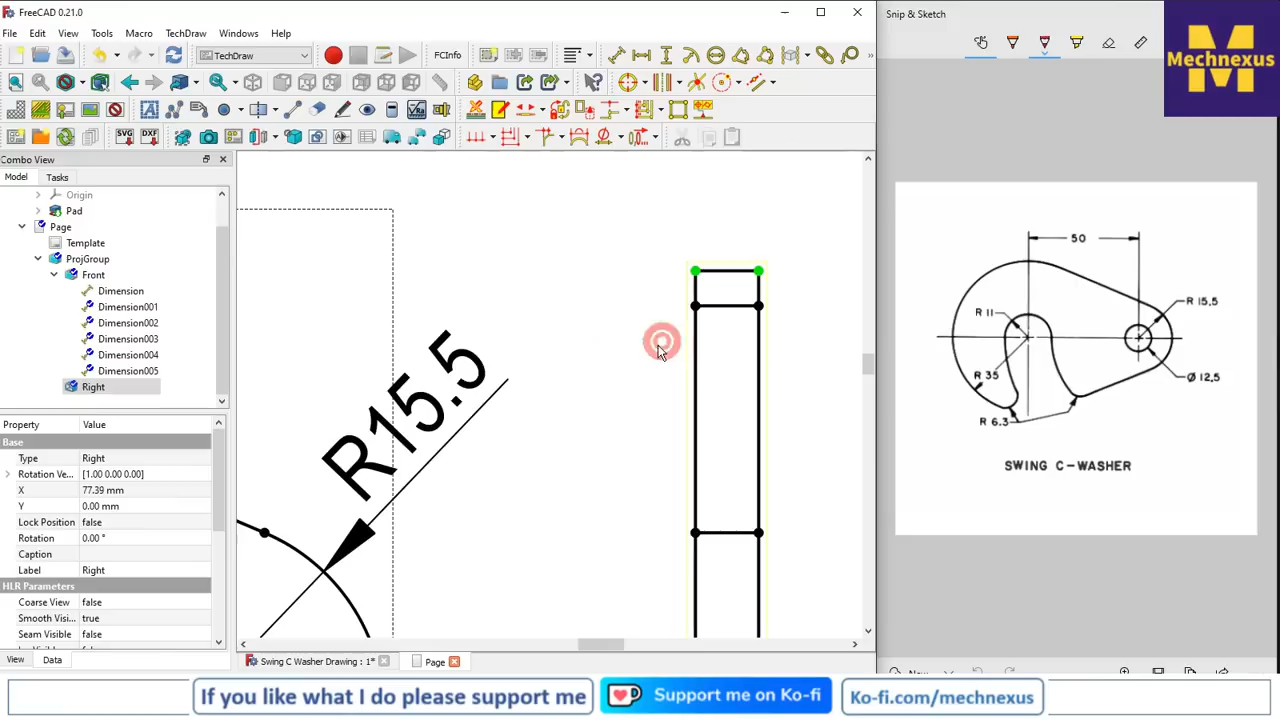 FreeCAD 0.21.0
Snip & Sketch
Mechnexus
File Edit View Tools Macro TechDraw Windows Help
TechDraw
FCInfo
SVG DXF
Combo View
Model Tasks
Origin
Pad
Page
Template
ProjGroup
Front
Dimension
Dimension001
Dimension002
Dimension003
Dimension004
Dimension005
Right
Property Value
Base
Type Right
Rotation Ve... [1.00 0.00 0.00]
X 77.39 mm
Y 0.00 mm
Lock Position false
Rotation 0.00 °
Caption
Label Right
HLR Parameters
Coarse View false
Smooth Visi... true
Seam Visible false
View Data
R15.5
Swing C Washer Drawing : 1*
Page
50
R 15,5
R 11
R 35
Ø 12,5
R 6.3
SWING C-WASHER
If you like what I do please support me
Support me on Ko-fi
Ko-fi.com/mechnexus